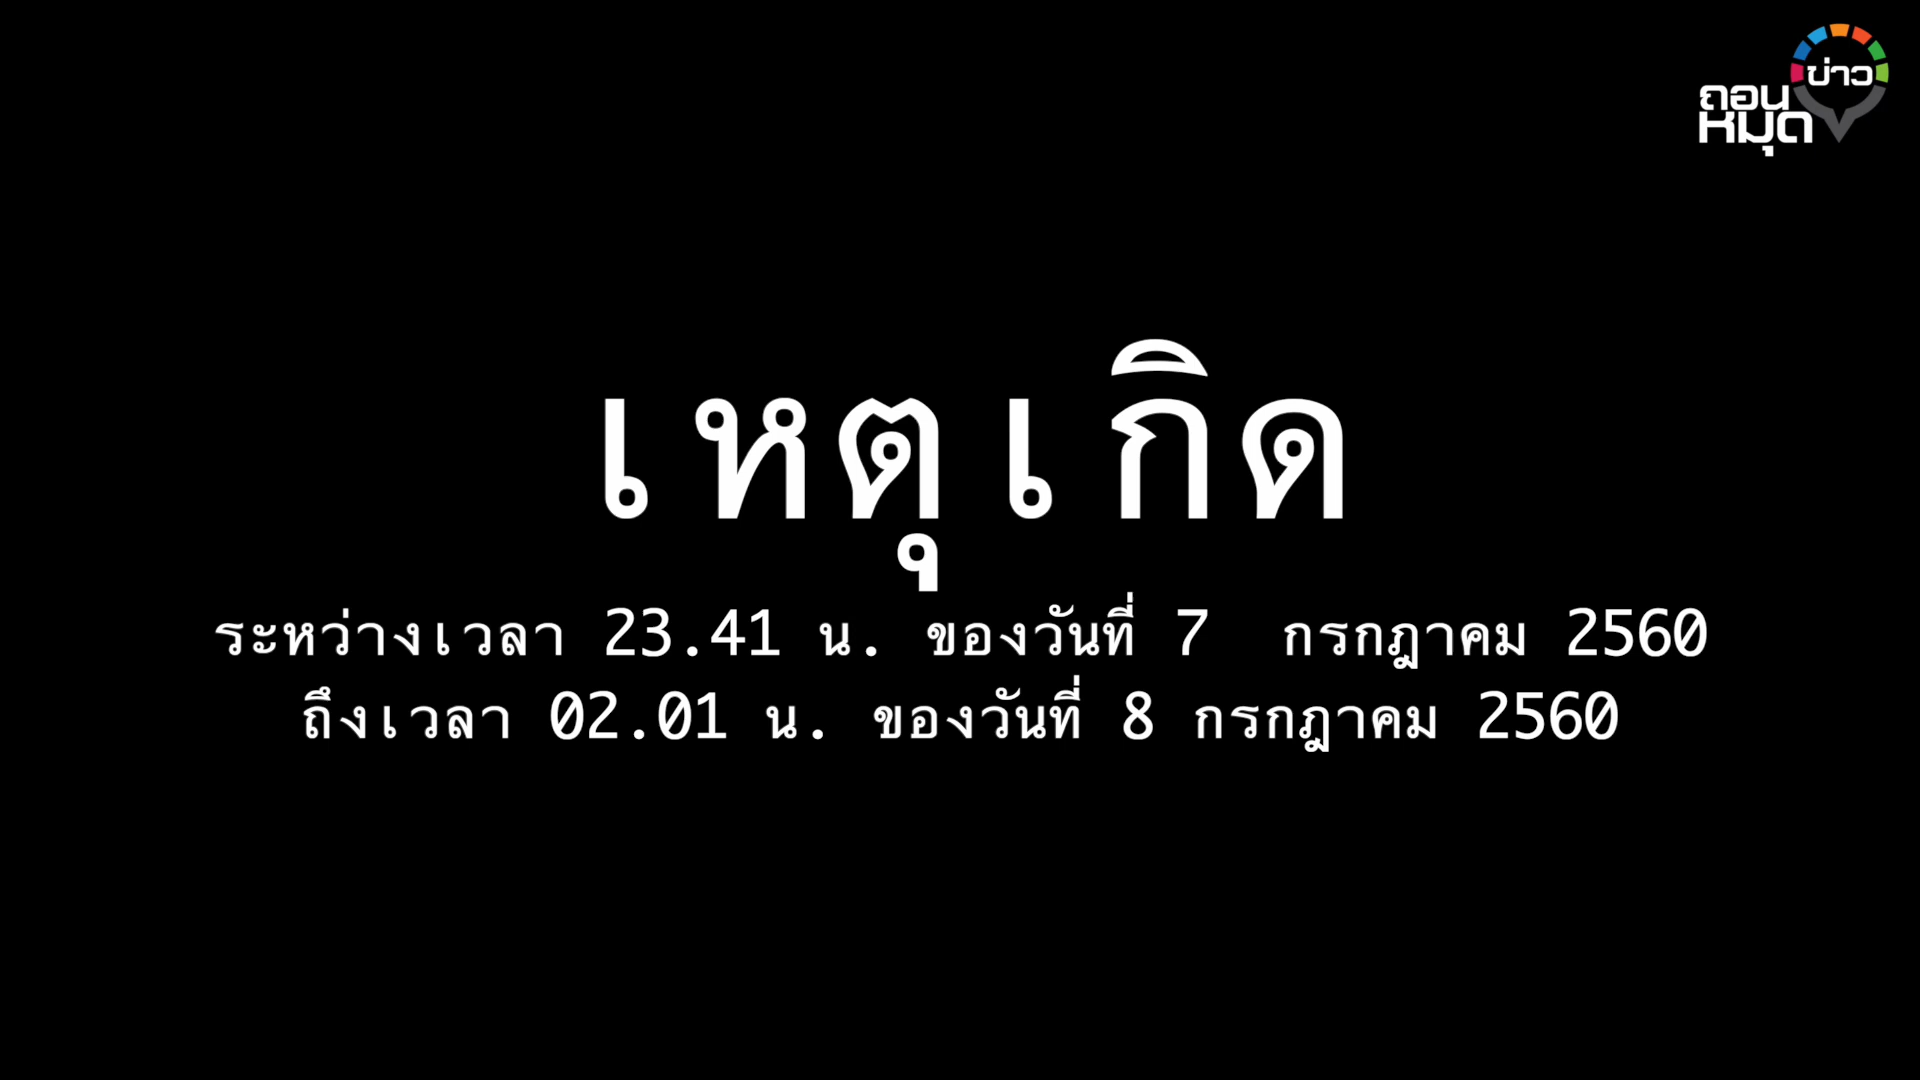 ถอน
หมุด
ข่าว
เหตุเกิด
ระหว่างเวลา 23.41 น. ของวันที่ 7  กรกฎาคม 2560
ถึงเวลา 02.01 น. ของวันที่ 8 กรกฎาคม 2560